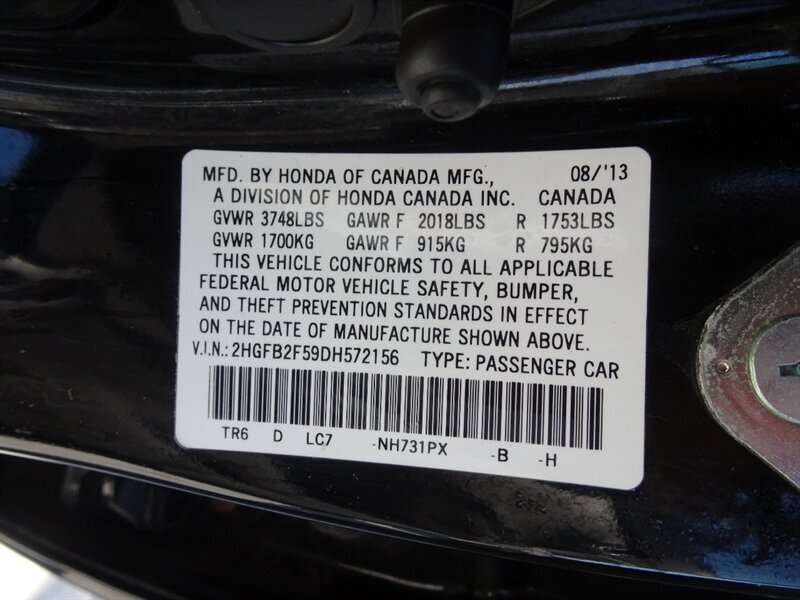 MFD. BY HONDA OF CANADA MFG., 08/'13
A DIVISION OF HONDA CANADA INC. CANADA
GVWR 3748LBS GAWR F 2018LBS R 1753LBS
GVWR 1700KG GAWR F 915KG R 795KG
THIS VEHICLE CONFORMS TO ALL APPLICABLE
FEDERAL MOTOR VEHICLE SAFETY, BUMPER,
AND THEFT PREVENTION STANDARDS IN EFFECT
ON THE DATE OF MANUFACTURE SHOWN ABOVE.
V.I.N.: 2HGFB2F59DH572156 TYPE: PASSENGER CAR
TR6 D LC7 -NH731PX -B -H